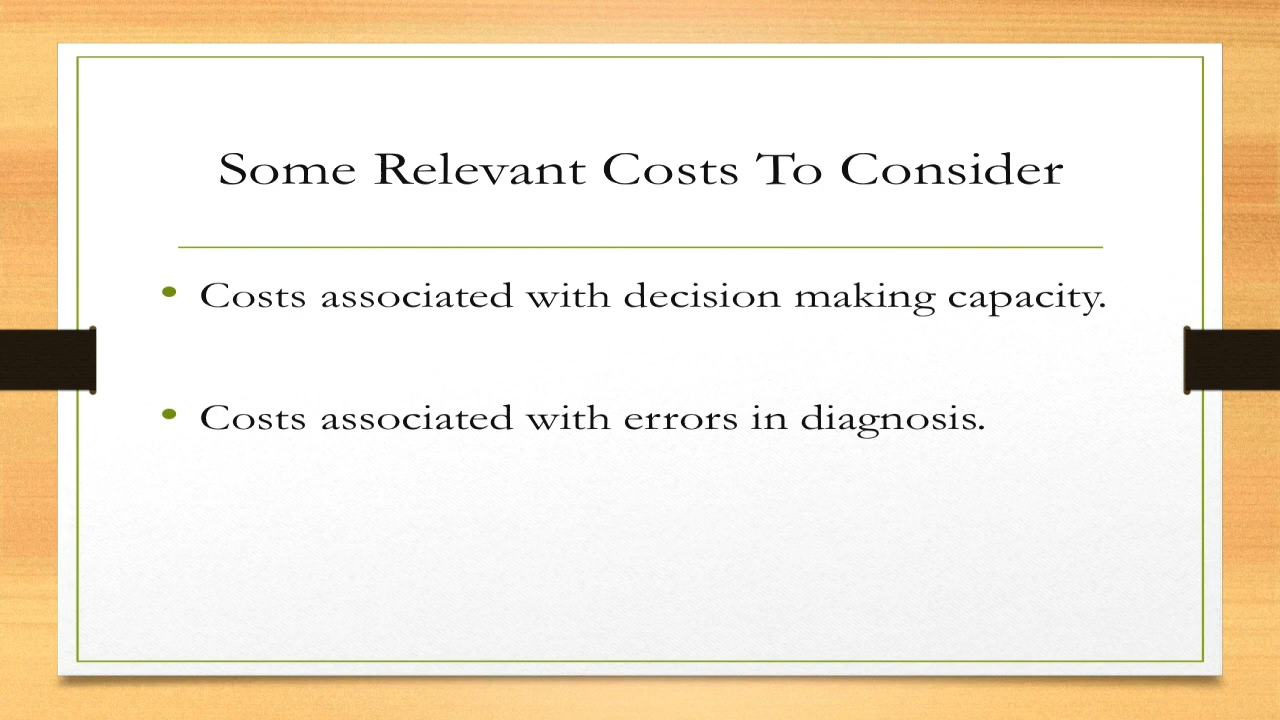 Some Relevant Costs To Consider
• Costs associated with decision making capacity.
• Costs associated with errors in diagnosis.